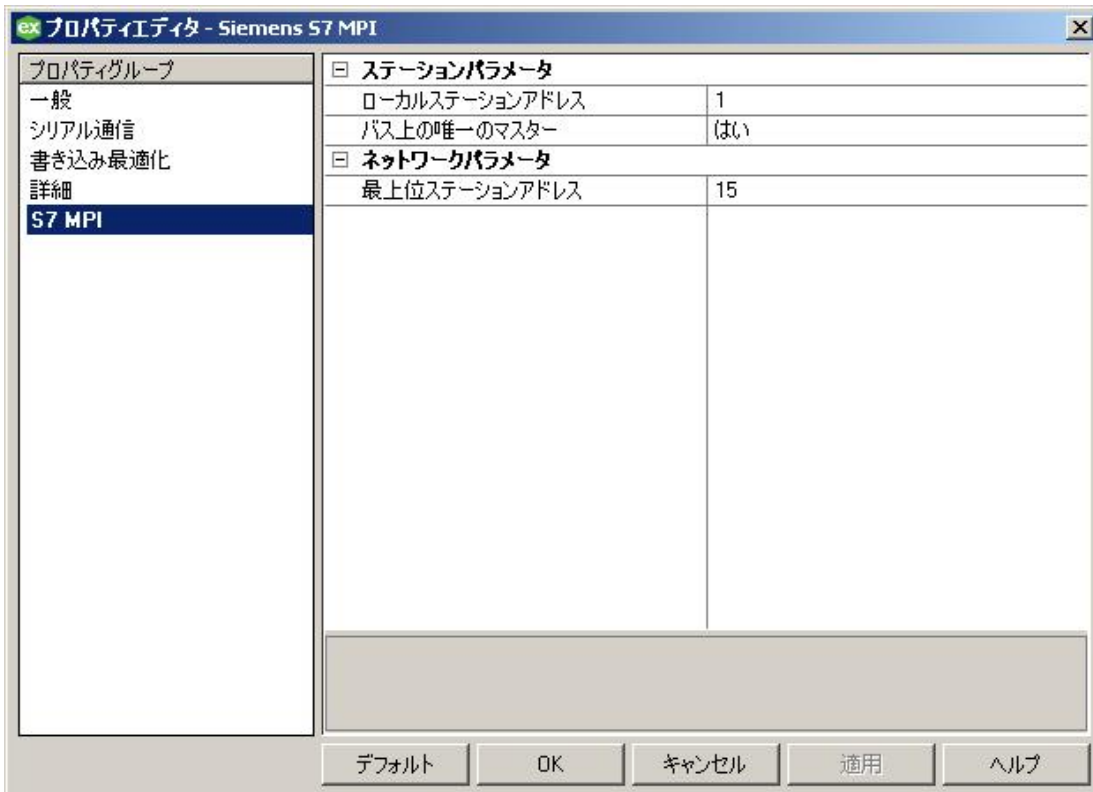 ex プロパティエディタ - Siemens S7 MPI
プロパティグループ
一般
シリアル通信
書き込み最適化
詳細
S7 MPI
ステーションパラメータ
ローカルステーションアドレス 1
バス上の唯一のマスター はい
ネットワークパラメータ
最上位ステーションアドレス 15
デフォルト OK キャンセル 適用 ヘルプ